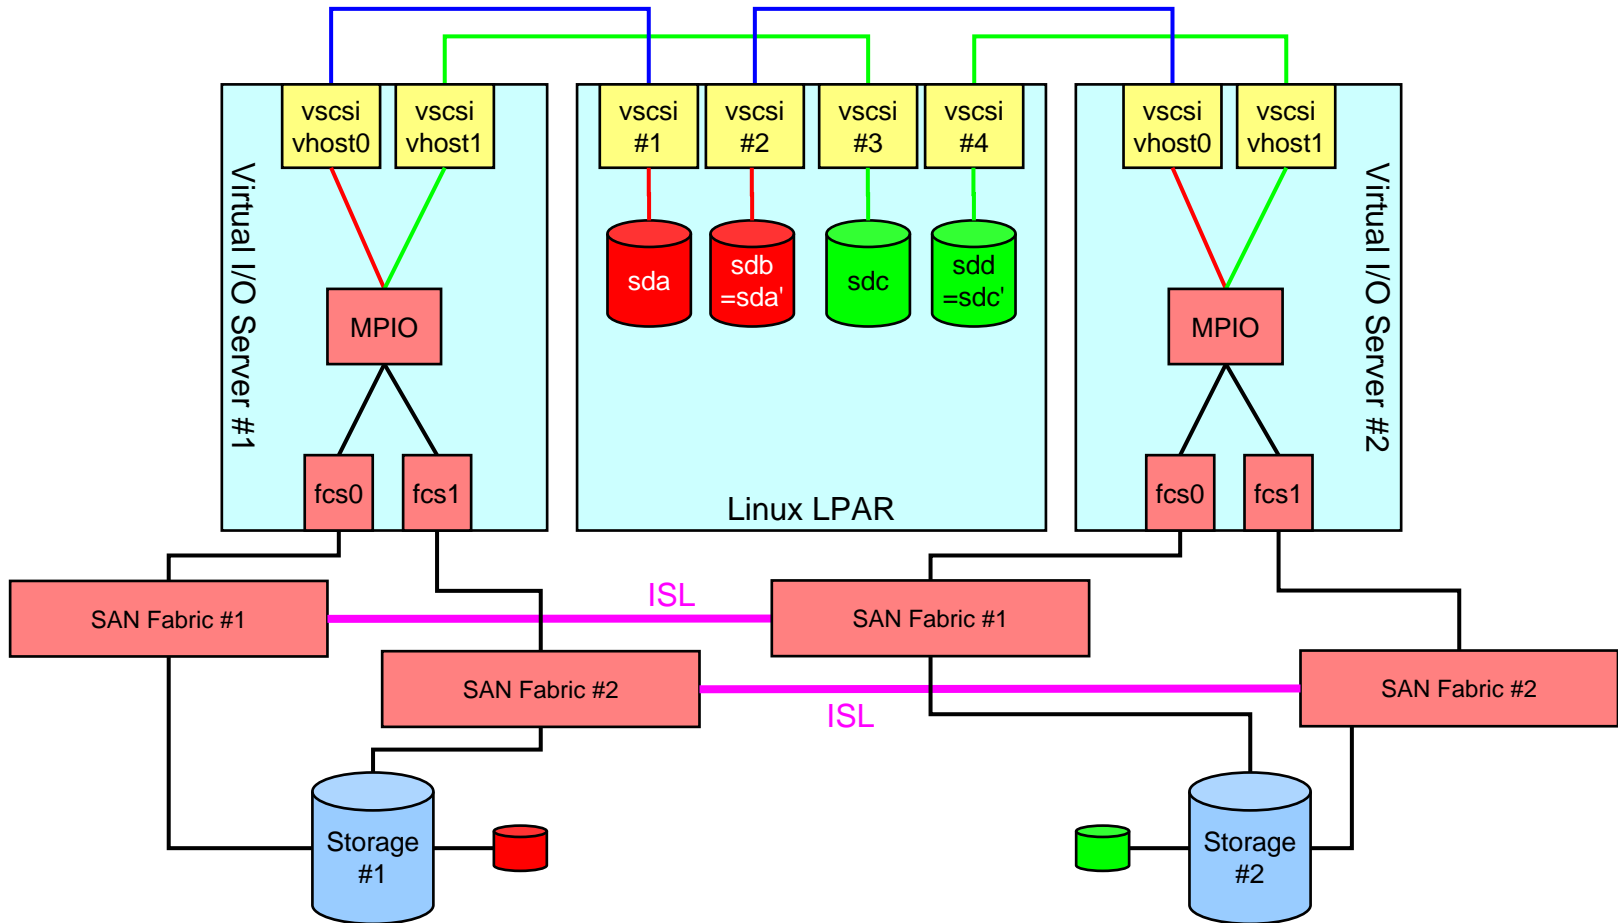 vscsi
vhost0
vscsi
vhost1
vscsi
#1
vscsi
#2
vscsi
#3
vscsi
#4
vscsi
vhost0
vscsi
vhost1
Virtual I/O Server #1
sda
sdb
=sda'
sdc
sdd
=sdc'
Virtual I/O Server #2
MPIO
MPIO
fcs0
fcs1
Linux LPAR
fcs0
fcs1
SAN Fabric #1
ISL
SAN Fabric #1
SAN Fabric #2
ISL
SAN Fabric #2
Storage
#1
Storage
#2